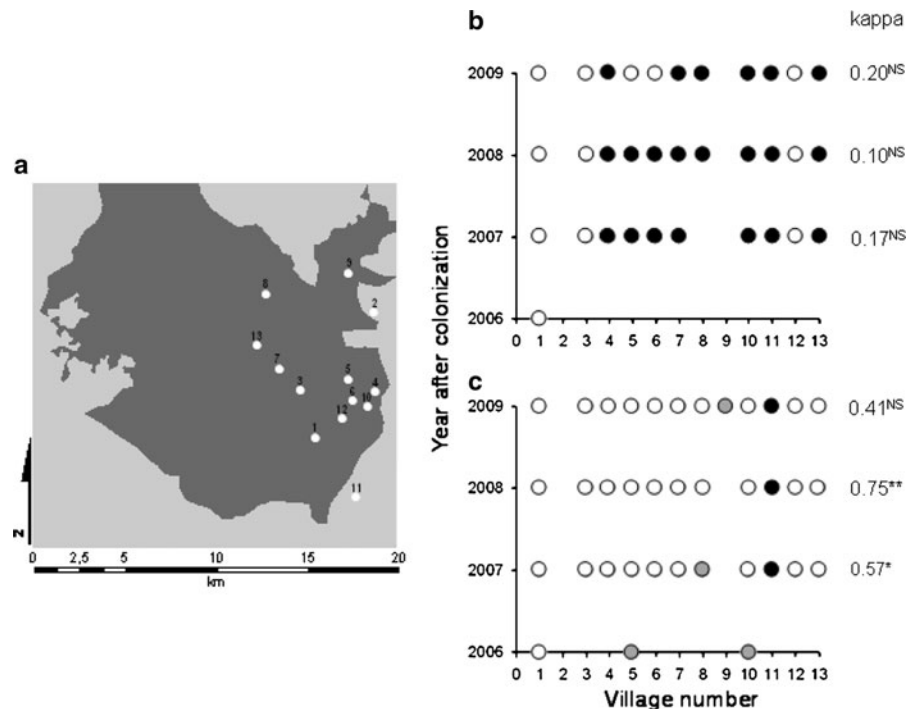 a
9
8
2
13
7
3
5
4
6
10
12
1
11
z
0 2,5 5 10 15 20
km
b
kappa
Year after colonization
2009
0.20NS
2008
0.10NS
2007
0.17NS
2006
0 1 2 3 4 5 6 7 8 9 10 11 12 13
c
2009
0.41NS
2008
0.75**
2007
0.57*
2006
0 1 2 3 4 5 6 7 8 9 10 11 12 13
Village number